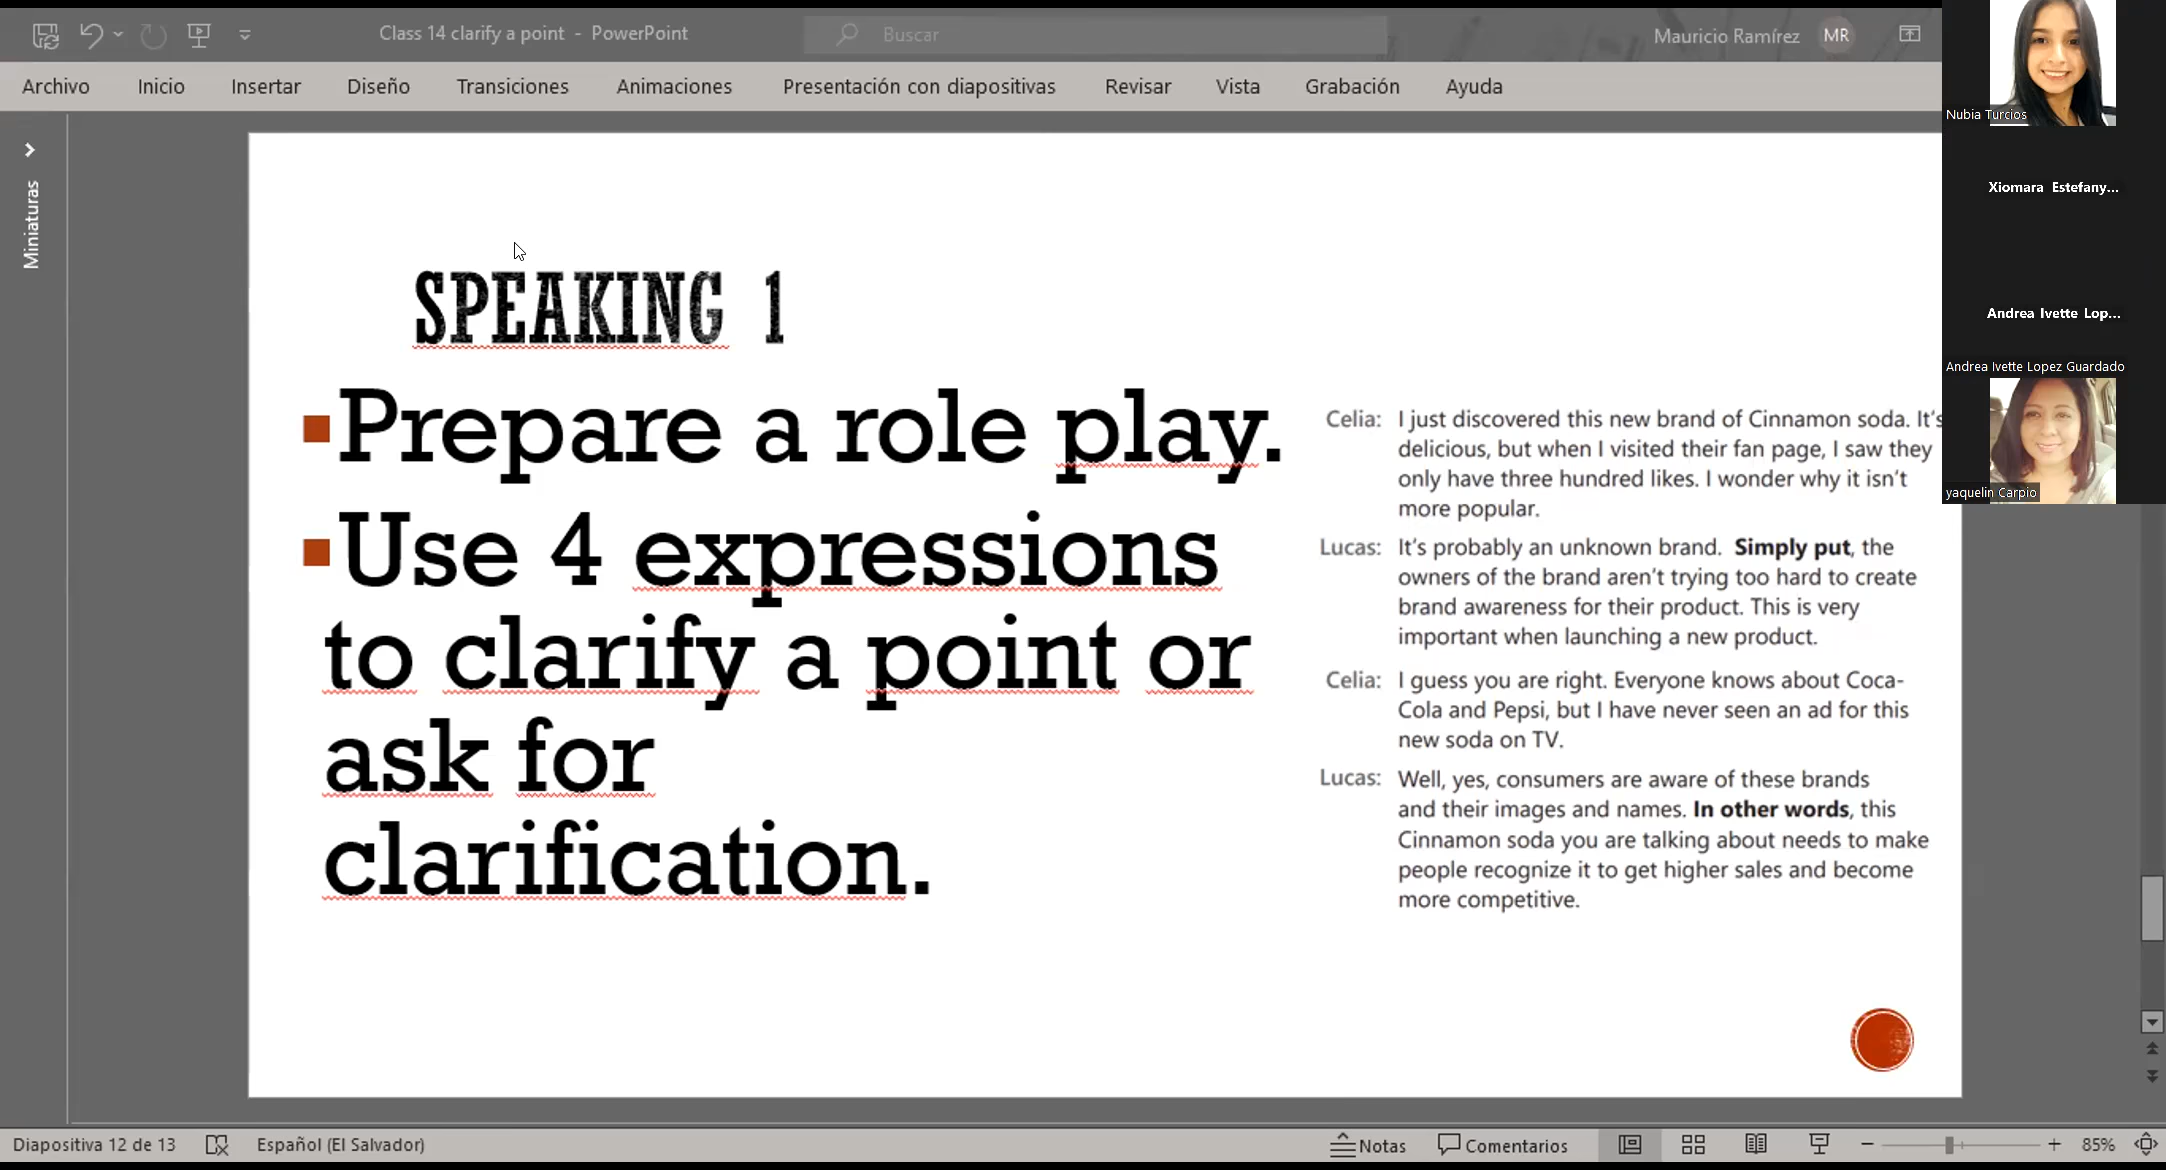 Class 14 clarify a point - PowerPoint
Buscar
Mauricio Ramírez MR
Archivo Inicio Insertar Diseño Transiciones Animaciones Presentación con diapositivas Revisar Vista Grabación Ayuda
Miniaturas
SPEAKING 1
Prepare a role play.
Use 4 expressions
to clarify a point or
ask for
clarification.
Celia: I just discovered this new brand of Cinnamon soda. It's
delicious, but when I visited their fan page, I saw they
only have three hundred likes. I wonder why it isn't
more popular.
Lucas: It's probably an unknown brand. Simply put, the
owners of the brand aren't trying too hard to create
brand awareness for their product. This is very
important when launching a new product.
Celia: I guess you are right. Everyone knows about Coca-
Cola and Pepsi, but I have never seen an ad for this
new soda on TV.
Lucas: Well, yes, consumers are aware of these brands
and their images and names. In other words, this
Cinnamon soda you are talking about needs to make
people recognize it to get higher sales and become
more competitive.
Nubia Turcios
Xiomara Estefany...
Andrea Ivette Lop...
Andrea Ivette Lopez Guardado
yaquelin Carpio
Diapositiva 12 de 13 Español (El Salvador) Notas Comentarios 85%